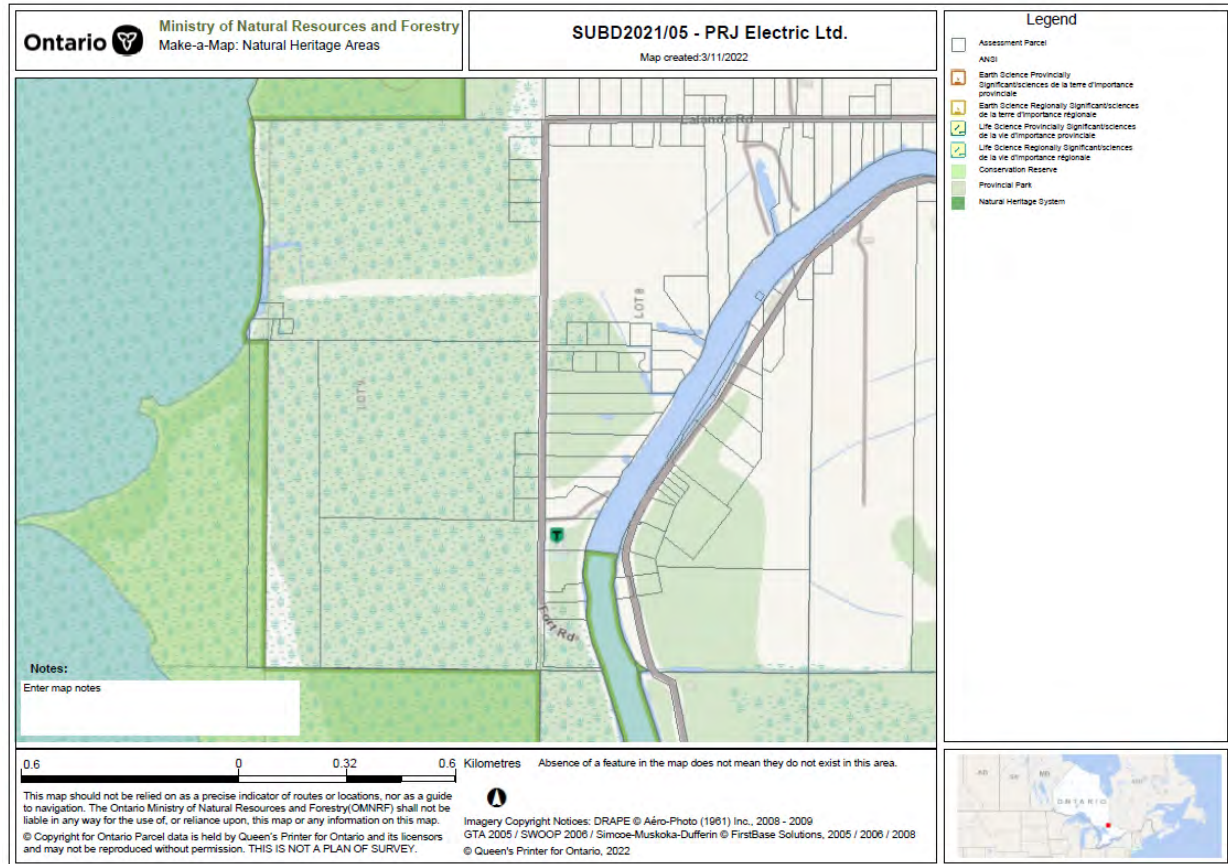 Ontario
Ministry of Natural Resources and Forestry
Make-a-Map: Natural Heritage Areas
SUBD2021/05 - PRJ Electric Ltd.
Map created:3/11/2022
Legend
Assessment Parcel
ANSI
Earth Science Provincially
Significant/sciences de la terre d'importance
provinciale
Earth Science Regionally Significant/sciences
de la terre d'importance régionale
Life Science Provincially Significant/sciences
de la vie d'importance provinciale
Life Science Regionally Significant/sciences
de la vie d'importance régionale
Conservation Reserve
Provincial Park
Natural Heritage System
Lalande Rd
LOT 8
LOT 9
T
Fort Rd
Notes:
Enter map notes
0.6 0 0.32 0.6 Kilometres
Absence of a feature in the map does not mean they do not exist in this area.
This map should not be relied on as a precise indicator of routes or locations, nor as a guide
to navigation. The Ontario Ministry of Natural Resources and Forestry(OMNRF) shall not be
liable in any way for the use of, or reliance upon, this map or any information on this map.
© Copyright for Ontario Parcel data is held by Queen's Printer for Ontario and its licensors
and may not be reproduced without permission. THIS IS NOT A PLAN OF SURVEY.
Imagery Copyright Notices: DRAPE © Aéro-Photo (1961) Inc., 2008 - 2009
GTA 2005 / SWOOP 2006 / Simcoe-Muskoka-Dufferin © FirstBase Solutions, 2005 / 2006 / 2008
© Queen's Printer for Ontario, 2022
ONTARIO